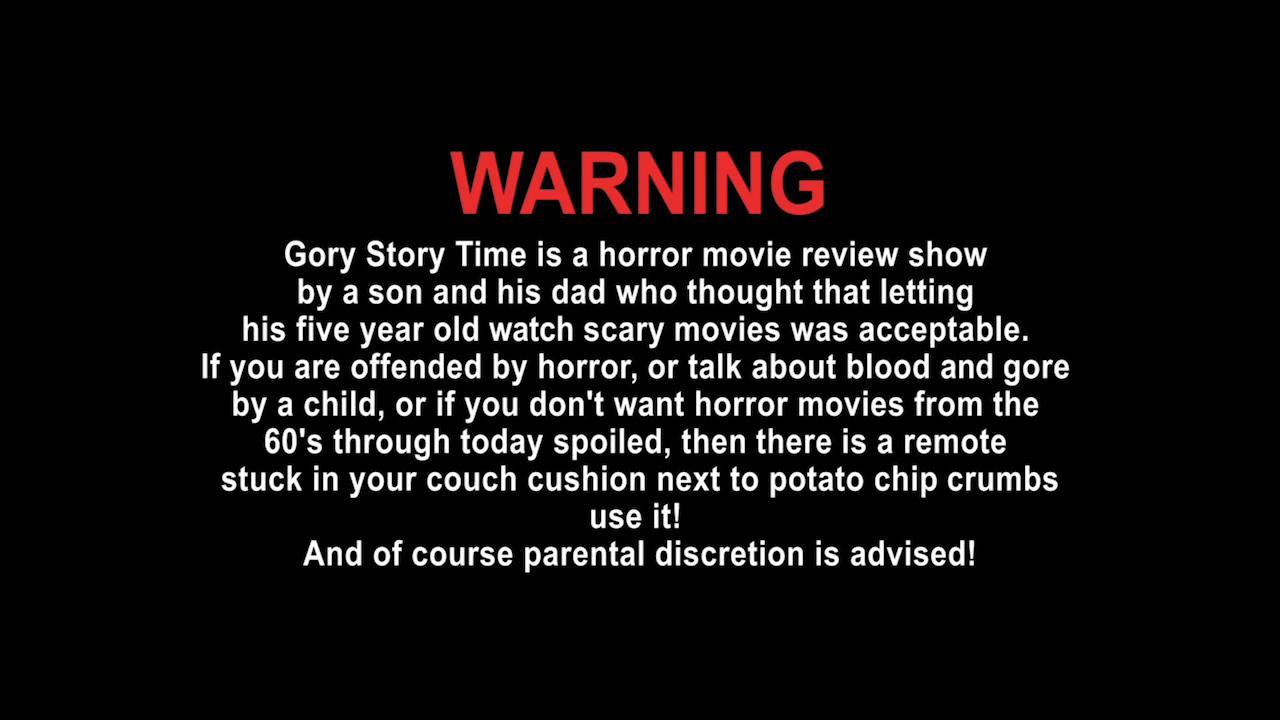 WARNING
Gory Story Time is a horror movie review show
by a son and his dad who thought that letting
his five year old watch scary movies was acceptable.
If you are offended by horror, or talk about blood and gore
by a child, or if you don't want horror movies from the
60's through today spoiled, then there is a remote
stuck in your couch cushion next to potato chip crumbs
use it!
And of course parental discretion is advised!